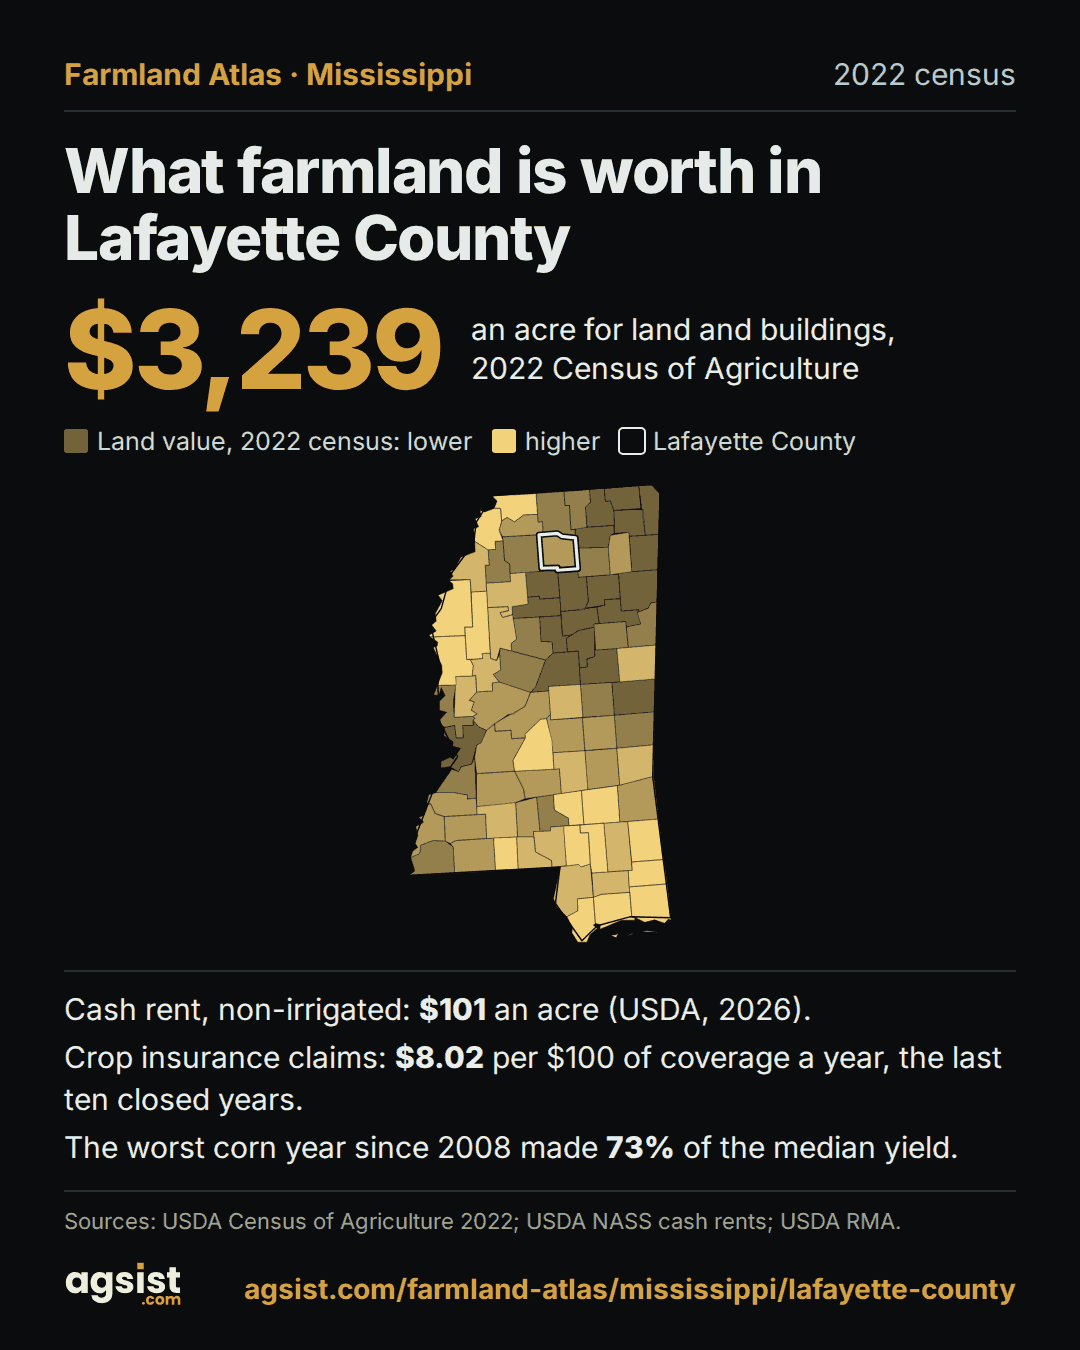 Farmland Atlas · Mississippi
2022 census
What farmland is worth in
Lafayette County
$3,239
an acre for land and buildings,
2022 Census of Agriculture
Land value, 2022 census: lower
higher
Lafayette County
Cash rent, non-irrigated: $101 an acre (USDA, 2026).
Crop insurance claims: $8.02 per $100 of coverage a year, the last
ten closed years.
The worst corn year since 2008 made 73% of the median yield.
Sources: USDA Census of Agriculture 2022; USDA NASS cash rents; USDA RMA.
agsist
.com
agsist.com/farmland-atlas/mississippi/lafayette-county